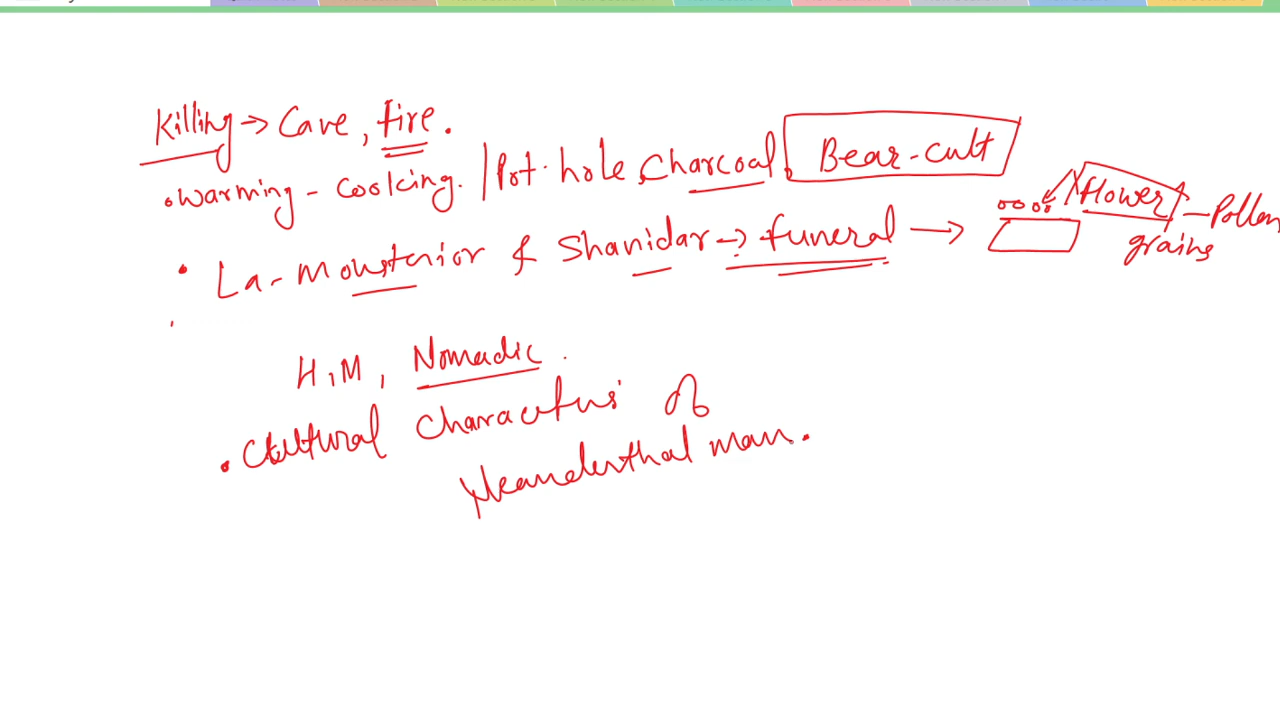 Killing → Cave, fire.
• Warming - Cooking. / Pot-hole, Charcoal, Bear-cult
• La-Mousterior & Shanidar → funeral → flower - Pollen grains
H, M, Nomadic.
• Cultural Characters of
Neanderthal man.